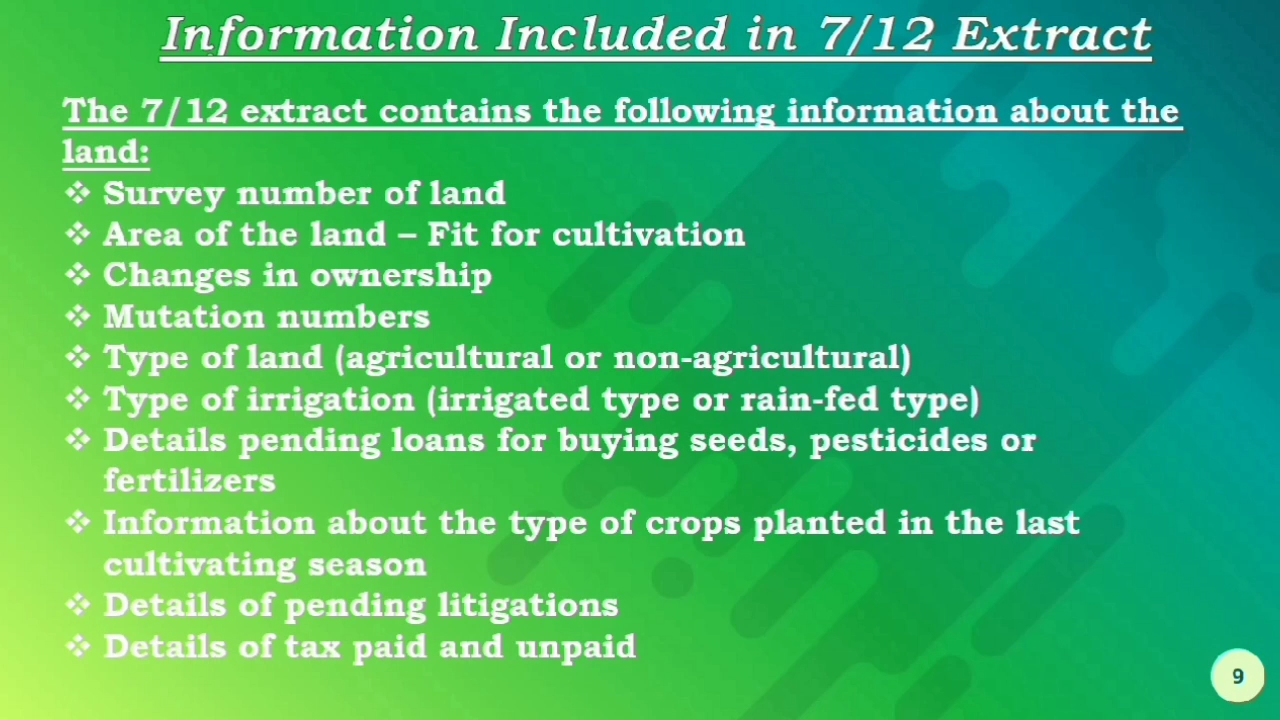 Information Included in 7/12 Extract
The 7/12 extract contains the following information about the
land:
❖ Survey number of land
❖ Area of the land – Fit for cultivation
❖ Changes in ownership
❖ Mutation numbers
❖ Type of land (agricultural or non-agricultural)
❖ Type of irrigation (irrigated type or rain-fed type)
❖ Details pending loans for buying seeds, pesticides or
fertilizers
❖ Information about the type of crops planted in the last
cultivating season
❖ Details of pending litigations
❖ Details of tax paid and unpaid
9